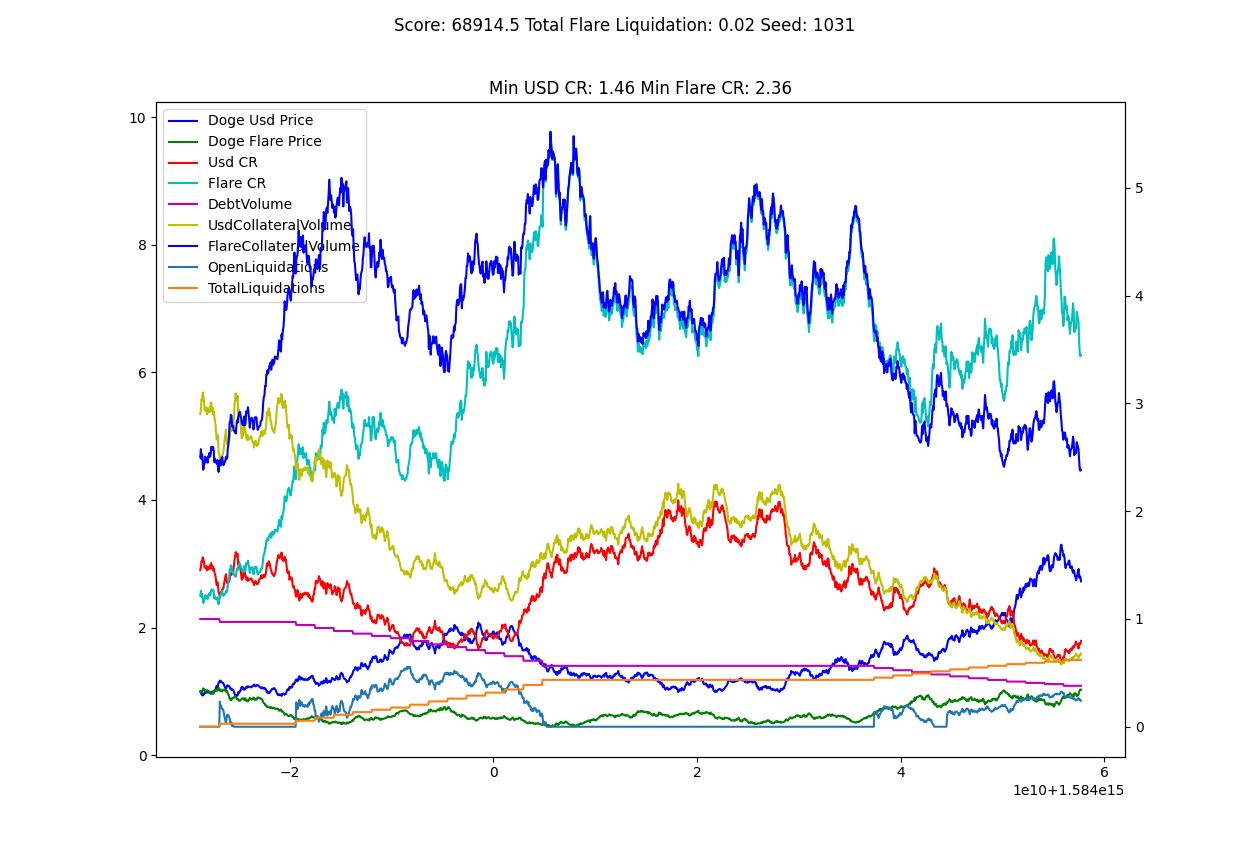 Score: 68914.5 Total Flare Liquidation: 0.02 Seed: 1031
Min USD CR: 1.46 Min Flare CR: 2.36
Doge Usd Price
Doge Flare Price
Usd CR
Flare CR
DebtVolume
UsdCollateralVolume
FlareCollateralVolume
OpenLiquidations
TotalLiquidations
10
8
6
4
2
0
5
4
3
2
1
0
−2
0
2
4
6
1e10+1.584e15